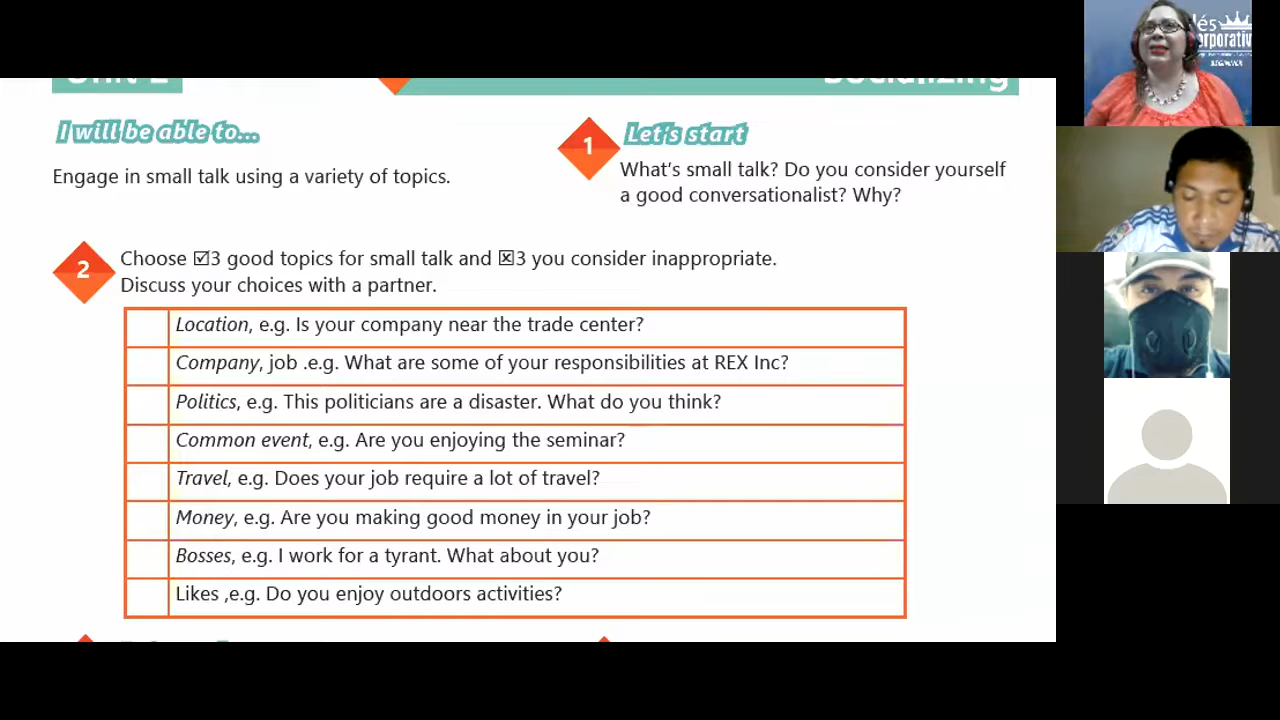 Unit 2
Socializing
I will be able to...
Engage in small talk using a variety of topics.
1
Let's start
What's small talk? Do you consider yourself
a good conversationalist? Why?
2
Choose ☑3 good topics for small talk and ☒3 you consider inappropriate.
Discuss your choices with a partner.
Location, e.g. Is your company near the trade center?
Company, job .e.g. What are some of your responsibilities at REX Inc?
Politics, e.g. This politicians are a disaster. What do you think?
Common event, e.g. Are you enjoying the seminar?
Travel, e.g. Does your job require a lot of travel?
Money, e.g. Are you making good money in your job?
Bosses, e.g. I work for a tyrant. What about you?
Likes ,e.g. Do you enjoy outdoors activities?